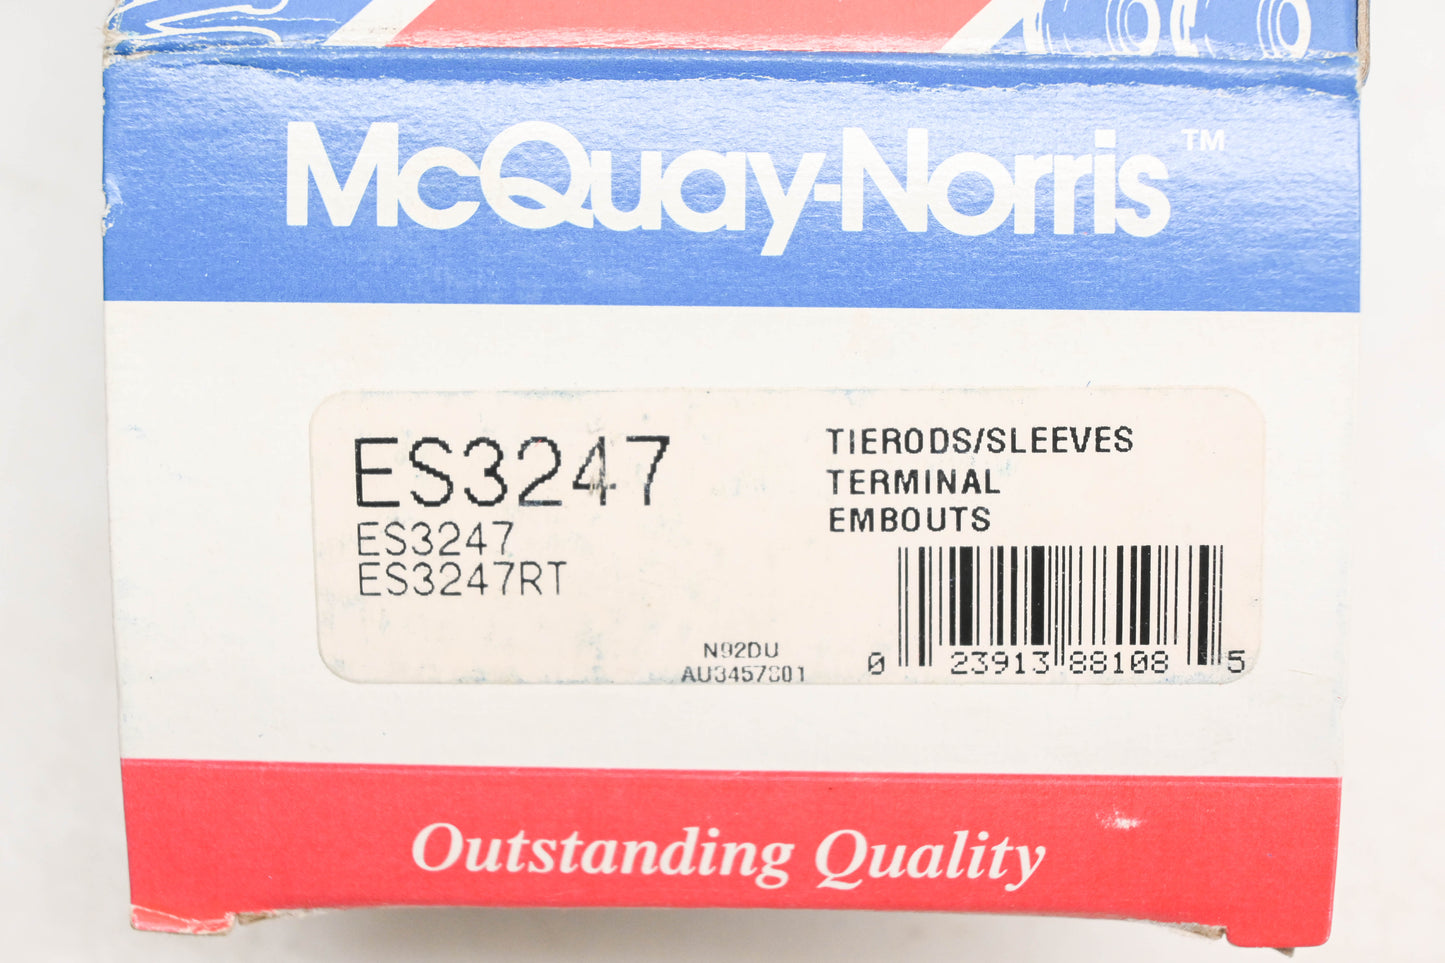 McQuay-Norris™
ES3247
ES3247
ES3247RT
TIERODS/SLEEVES
TERMINAL
EMBOUTS
N92DU
0 23913 88108 5
Outstanding Quality